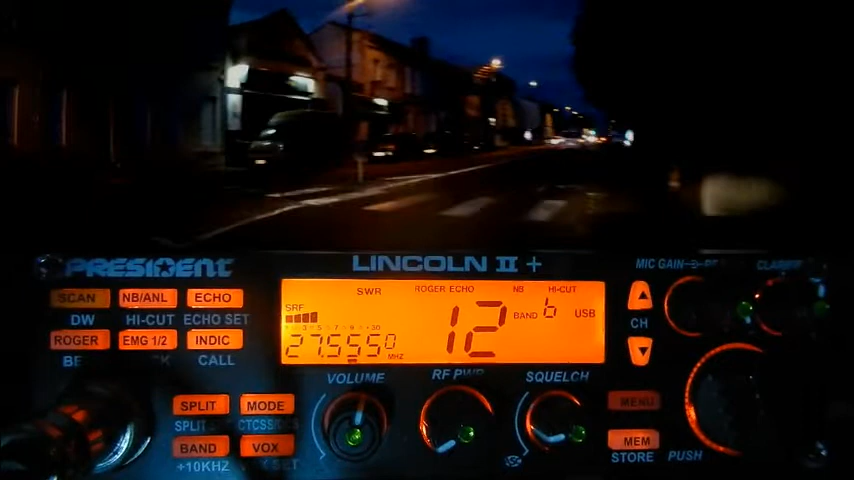 PRESIDENT LINCOLN II + MIC GAIN
SCAN NB/ANL ECHO SWR ROGER ECHO NB HI-CUT
DW HI-CUT ECHO SET SRF 12 BAND b USB CH
ROGER EMG 1/2 INDIC 27.5550 MHZ
CALL
VOLUME RF PWR SQUELCH
SPLIT MODE MENU
SPLIT CTCSS
BAND VOX MEM
+10KHZ SET STORE PUSH